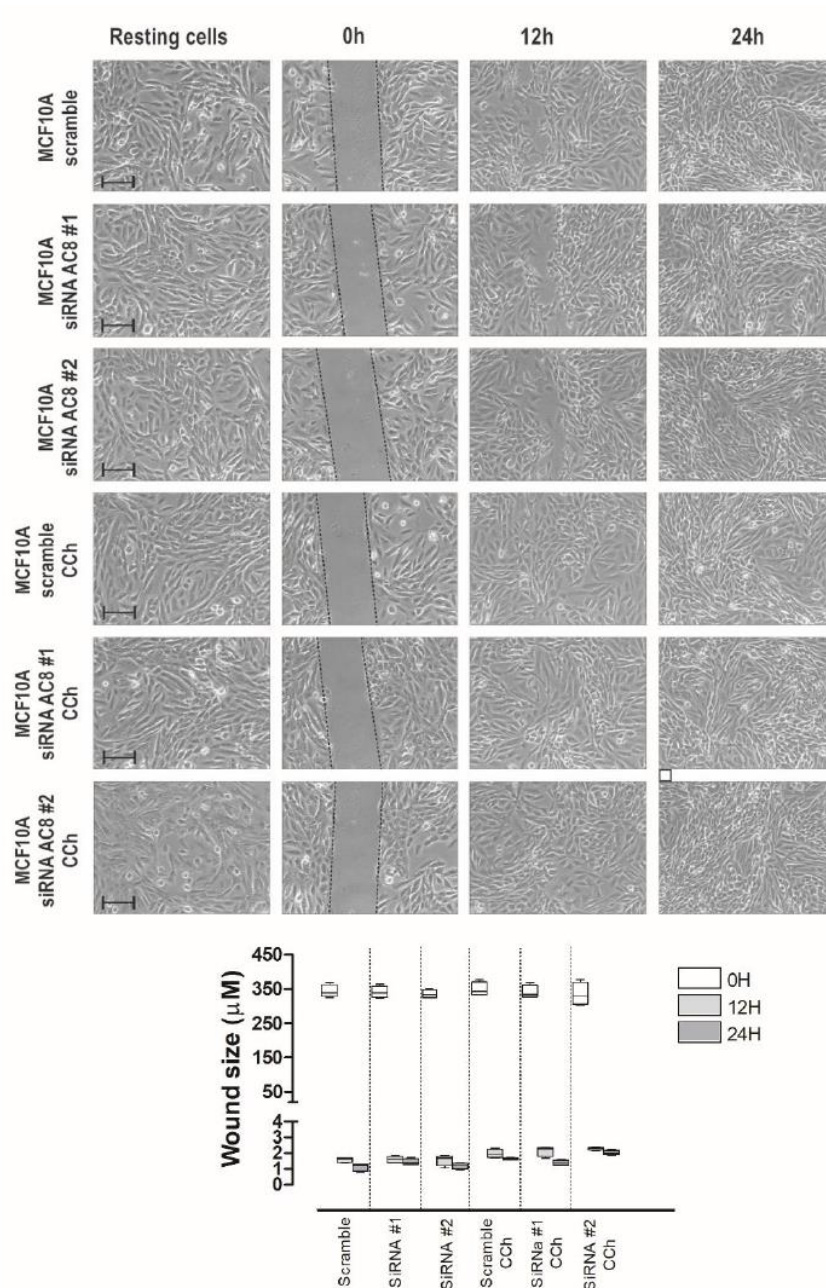 Resting cells 0h 12h 24h
MCF10A
scramble
MCF10A
siRNA AC8 #1
MCF10A
siRNA AC8 #2
MCF10A
scramble
CCh
MCF10A
siRNA AC8 #1
CCh
MCF10A
siRNA AC8 #2
CCh
Wound size (μM)
450
350
250
150
50
4
3
2
1
0
0H
12H
24H
Scramble
SiRNA #1
SiRNA #2
Scramble
CCh
SiRNa #1
CCh
SiRNA #2
CCh